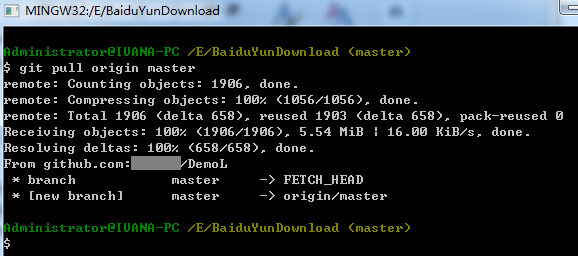 MINGW32:/E/BaiduYunDownload
Administrator@IVANA-PC /E/BaiduYunDownload (master)
$ git pull origin master
remote: Counting objects: 1906, done.
remote: Compressing objects: 100% (1056/1056), done.
remote: Total 1906 (delta 658), reused 1903 (delta 658), pack-reused 0
Receiving objects: 100% (1906/1906), 5.54 MiB | 16.00 KiB/s, done.
Resolving deltas: 100% (658/658), done.
From github.com:/DemoL
 * branch            master     -> FETCH_HEAD
 * [new branch]      master     -> origin/master
Administrator@IVANA-PC /E/BaiduYunDownload (master)
$